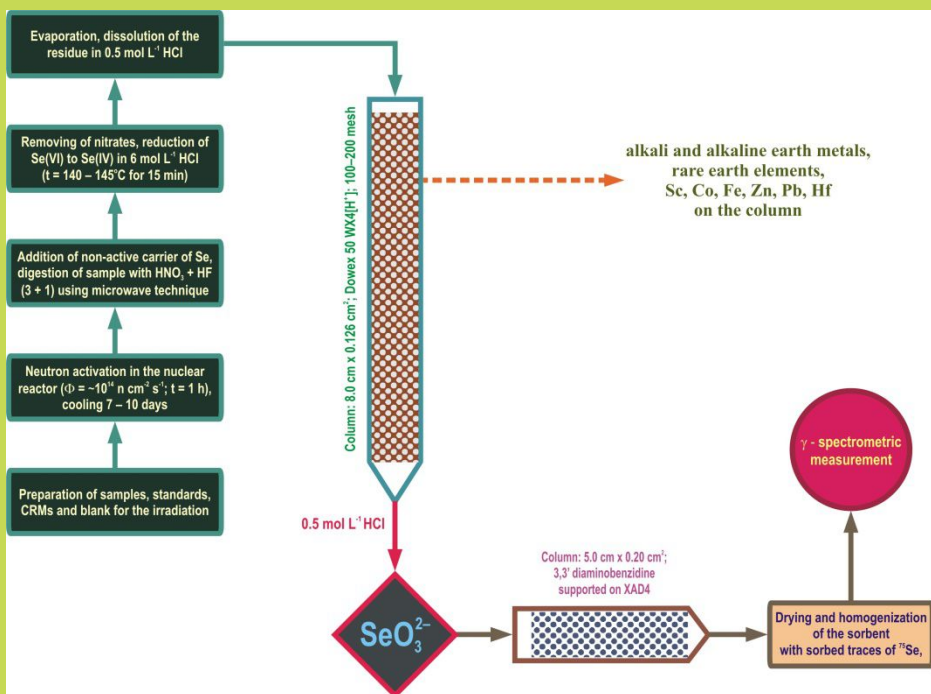 Evaporation, dissolution of the
residue in 0.5 mol L⁻¹ HCl
Removing of nitrates, reduction of
Se(VI) to Se(IV) in 6 mol L⁻¹ HCl
(t = 140 – 145°C for 15 min)
Addition of non-active carrier of Se,
digestion of sample with HNO₃ + HF
(3 + 1) using microwave technique
Neutron activation in the nuclear
reactor (Φ = ~10¹⁴ n cm⁻² s⁻¹; t = 1 h),
cooling 7 – 10 days
Preparation of samples, standards,
CRMs and blank for the irradiation
Column: 8.0 cm x 0.126 cm²; Dowex 50 WX4[H⁺]; 100–200 mesh
alkali and alkaline earth metals,
rare earth elements,
Sc, Co, Fe, Zn, Pb, Hf
on the column
0.5 mol L⁻¹ HCl
SeO₃²⁻
Column: 5.0 cm x 0.20 cm²;
3,3' diaminobenzidine
supported on XAD4
Drying and homogenization
of the sorbent
with sorbed traces of ⁷⁵Se,
γ - spectrometric
measurement